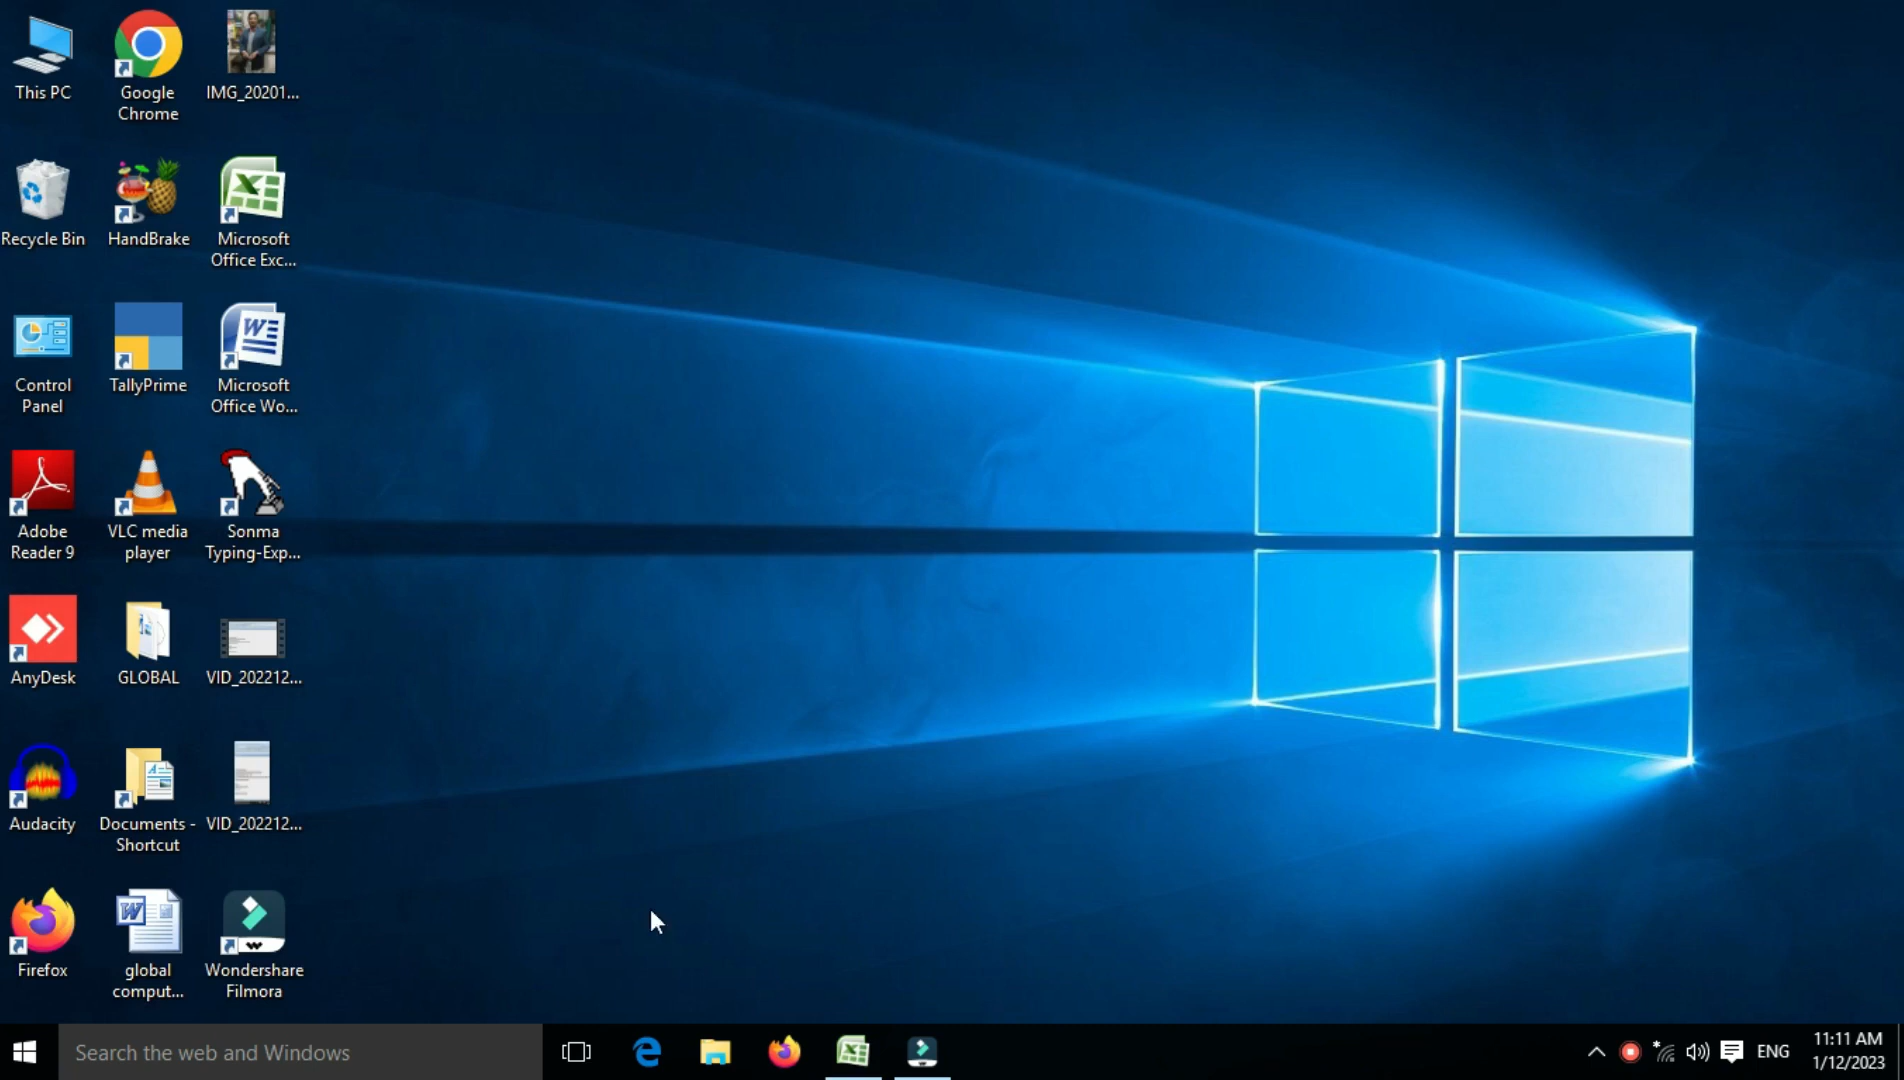 This PC
Google
Chrome
IMG_20201...
Recycle Bin
HandBrake
Microsoft
Office Exc...
Control
Panel
TallyPrime
Microsoft
Office Wo...
Adobe
Reader 9
VLC media
player
Sonma
Typing-Exp...
AnyDesk
GLOBAL
VID_202212...
Audacity
Documents -
Shortcut
VID_202212...
Firefox
global
comput...
Wondershare
Filmora
Search the web and Windows
ENG
11:11 AM
1/12/2023